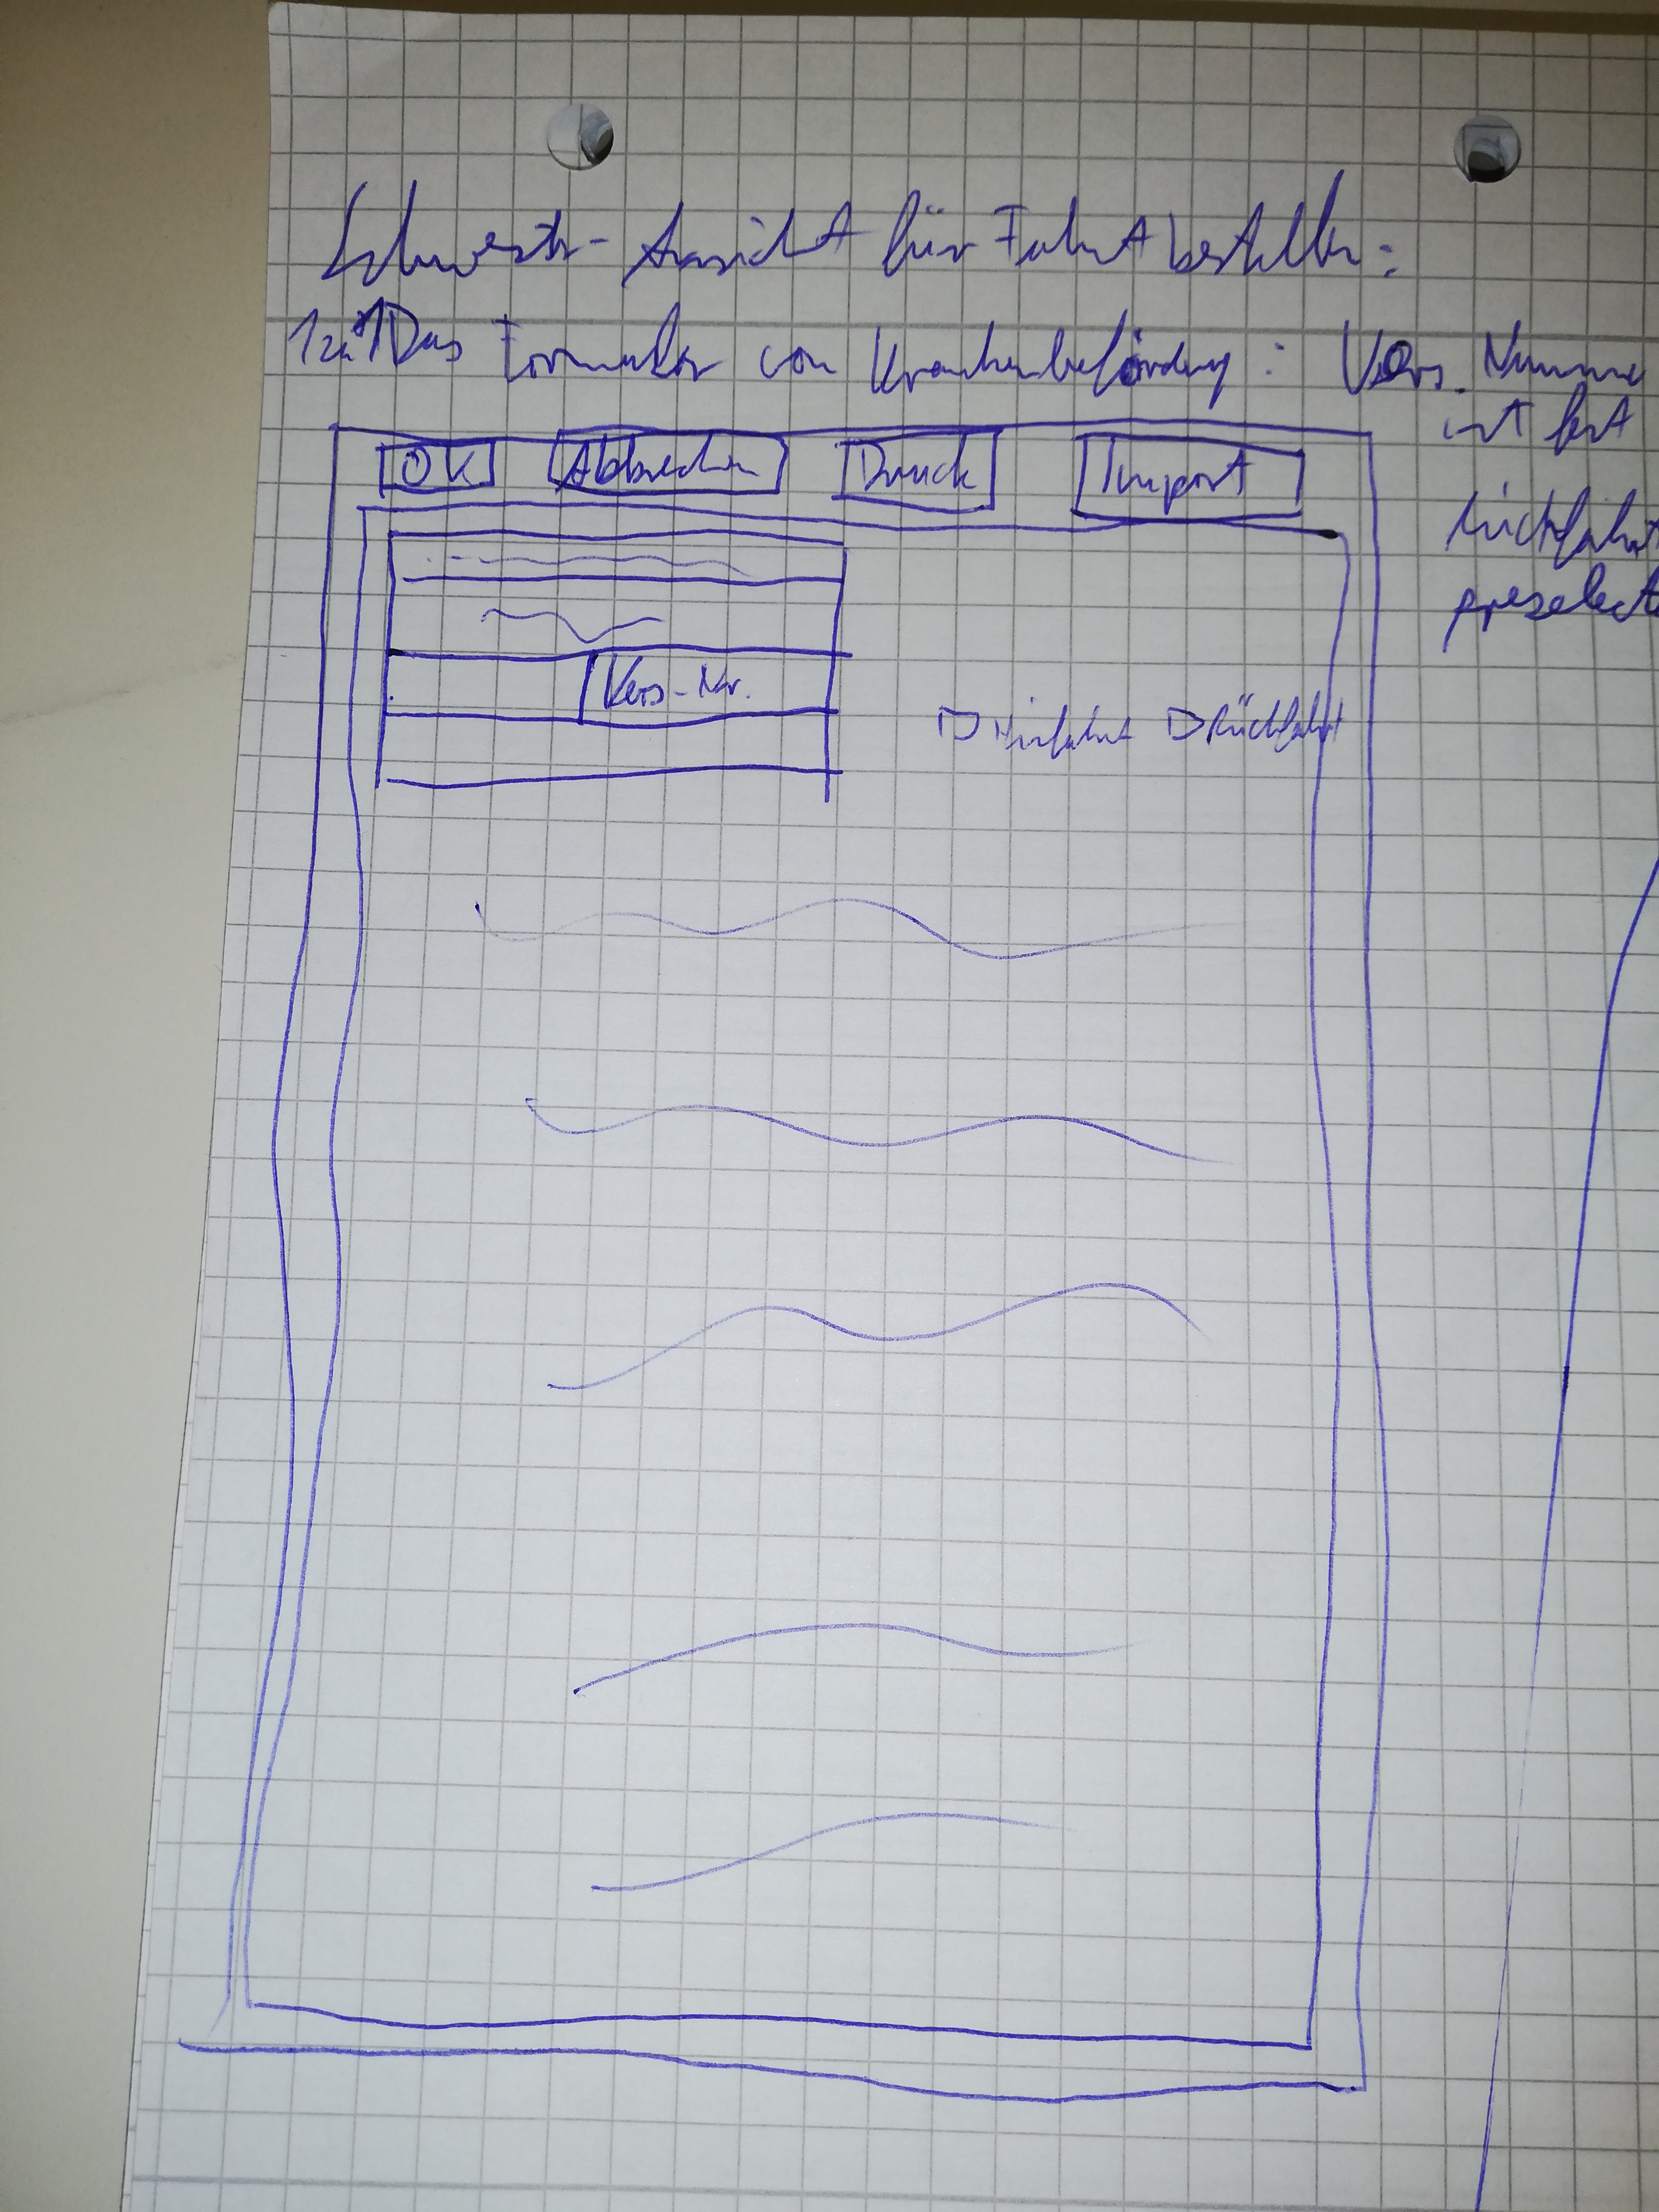 Schwester-Ansicht für Fahrt bestellen:
1zu1 Das Formular von Krankenbeförderung: Vers. Nummer
ist fest
OK Abbrechen Druck Import
Rückfahrt
preselect
Vers-Nr.
Hinfahrt Rückfahrt